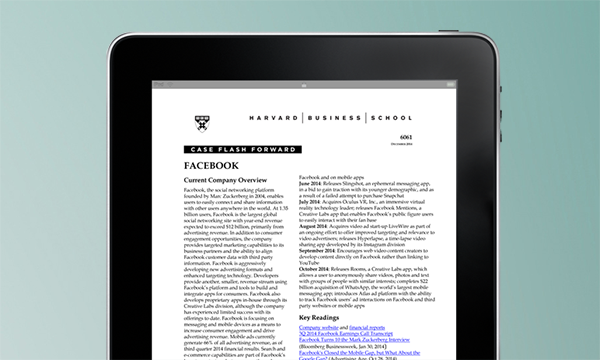 HARVARD | BUSINESS | SCHOOL
6061
DECEMBER 2014
CASE FLASH FORWARD
FACEBOOK
Current Company Overview
Facebook, the social networking platform
founded by Marc Zuckerberg in 2004, enables
users to easily connect and share information
with other users anywhere in the world. At 1.35
billion users, Facebook is the largest global
social networking site with year-end revenue
expected to exceed $12 billion, primarily from
advertising revenue. In addition to consumer
engagement opportunities, the company
provides targeted marketing capabilities to its
business partners and the ability to align
Facebook customer data with third party
information. Facebook is aggressively
developing new advertising formats and
enhanced targeting technology. Developers
provide another, smaller, revenue stream using
Facebook's platform and tools to build and
integrate apps for consumers. Facebook also
develops proprietary apps in-house through its
Creative Labs division, although the company
has experienced limited success with its
offerings to date. Facebook is focusing on
messaging and mobile devices as a means to
increase consumer engagement and drive
advertising revenue. Mobile ads currently
generate 66% of all advertising revenue, as of
third quarter 2014 financial results. Search and
e-commerce capabilities are part of Facebook's
Facebook and on mobile apps
June 2014: Releases Slingshot, an ephemeral messaging app,
in a bid to gain traction with its younger demographic, and as
a result of a failed attempt to purchase Snapchat
July 2014: Acquires Oculus VR, Inc., an immersive virtual
reality technology leader; releases Facebook Mentions, a
Creative Labs app that enables Facebook's public figure users
to easily interact with their fan base
August 2014: Acquires video ad start-up LiveWire as part of
an ongoing effort to offer improved targeting and relevance to
video advertisers; releases Hyperlapse, a time-lapse video-
sharing app developed by its Instagram division
September 2014: Encourages web video content creators to
develop content directly on Facebook rather than linking to
YouTube
October 2014: Releases Rooms, a Creative Labs app, which
allows a user to anonymously share videos, photos and text
with groups of people with similar interests; completes $22
billion acquisition of WhatsApp, the world's largest mobile
messaging app; introduces Atlas ad platform with the ability
to track Facebook users' ad interactions on Facebook and third
party websites or mobile apps
Key Readings
Company website and financial reports
3Q 2014 Facebook Earnings Call Transcript
Facebook Turns 10 the Mark Zuckerberg Interview
(Bloomberg Businessweek, Jan 30, 2014)
Facebook's Closed the Mobile Gap, but What About the